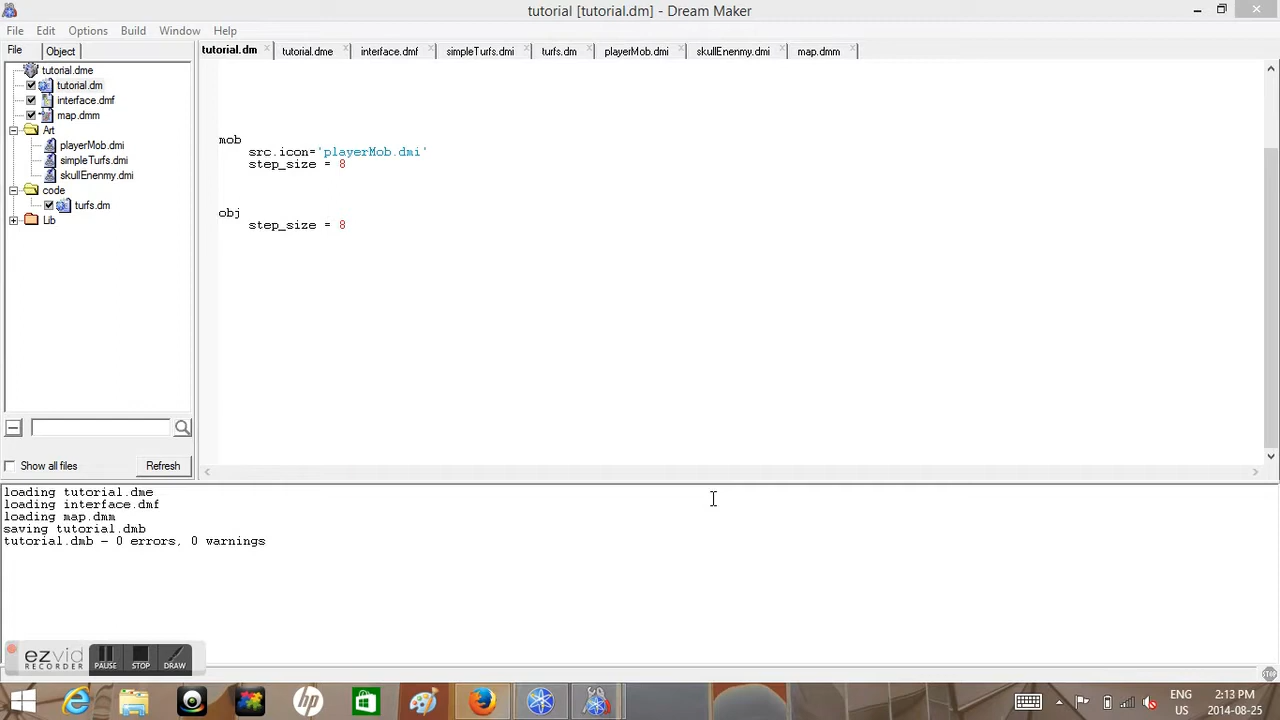 tutorial [tutorial.dm] - Dream Maker
File Edit Options Build Window Help
File Object
tutorial.dm tutorial.dme interface.dmf simpleTurfs.dmi turfs.dm playerMob.dmi skullEnenmy.dmi map.dmm
tutorial.dme
tutorial.dm
interface.dmf
map.dmm
Art
playerMob.dmi
simpleTurfs.dmi
skullEnenmy.dmi
code
turfs.dm
Lib
mob
src.icon='playerMob.dmi'
step_size = 8
obj
step_size = 8
Show all files Refresh
loading tutorial.dme
loading interface.dmf
loading map.dmm
saving tutorial.dmb
tutorial.dmb - 0 errors, 0 warnings
ezvid
RECORDER
PAUSE STOP DRAW
STOP
hp
ENG
US
2:13 PM
2014-08-25